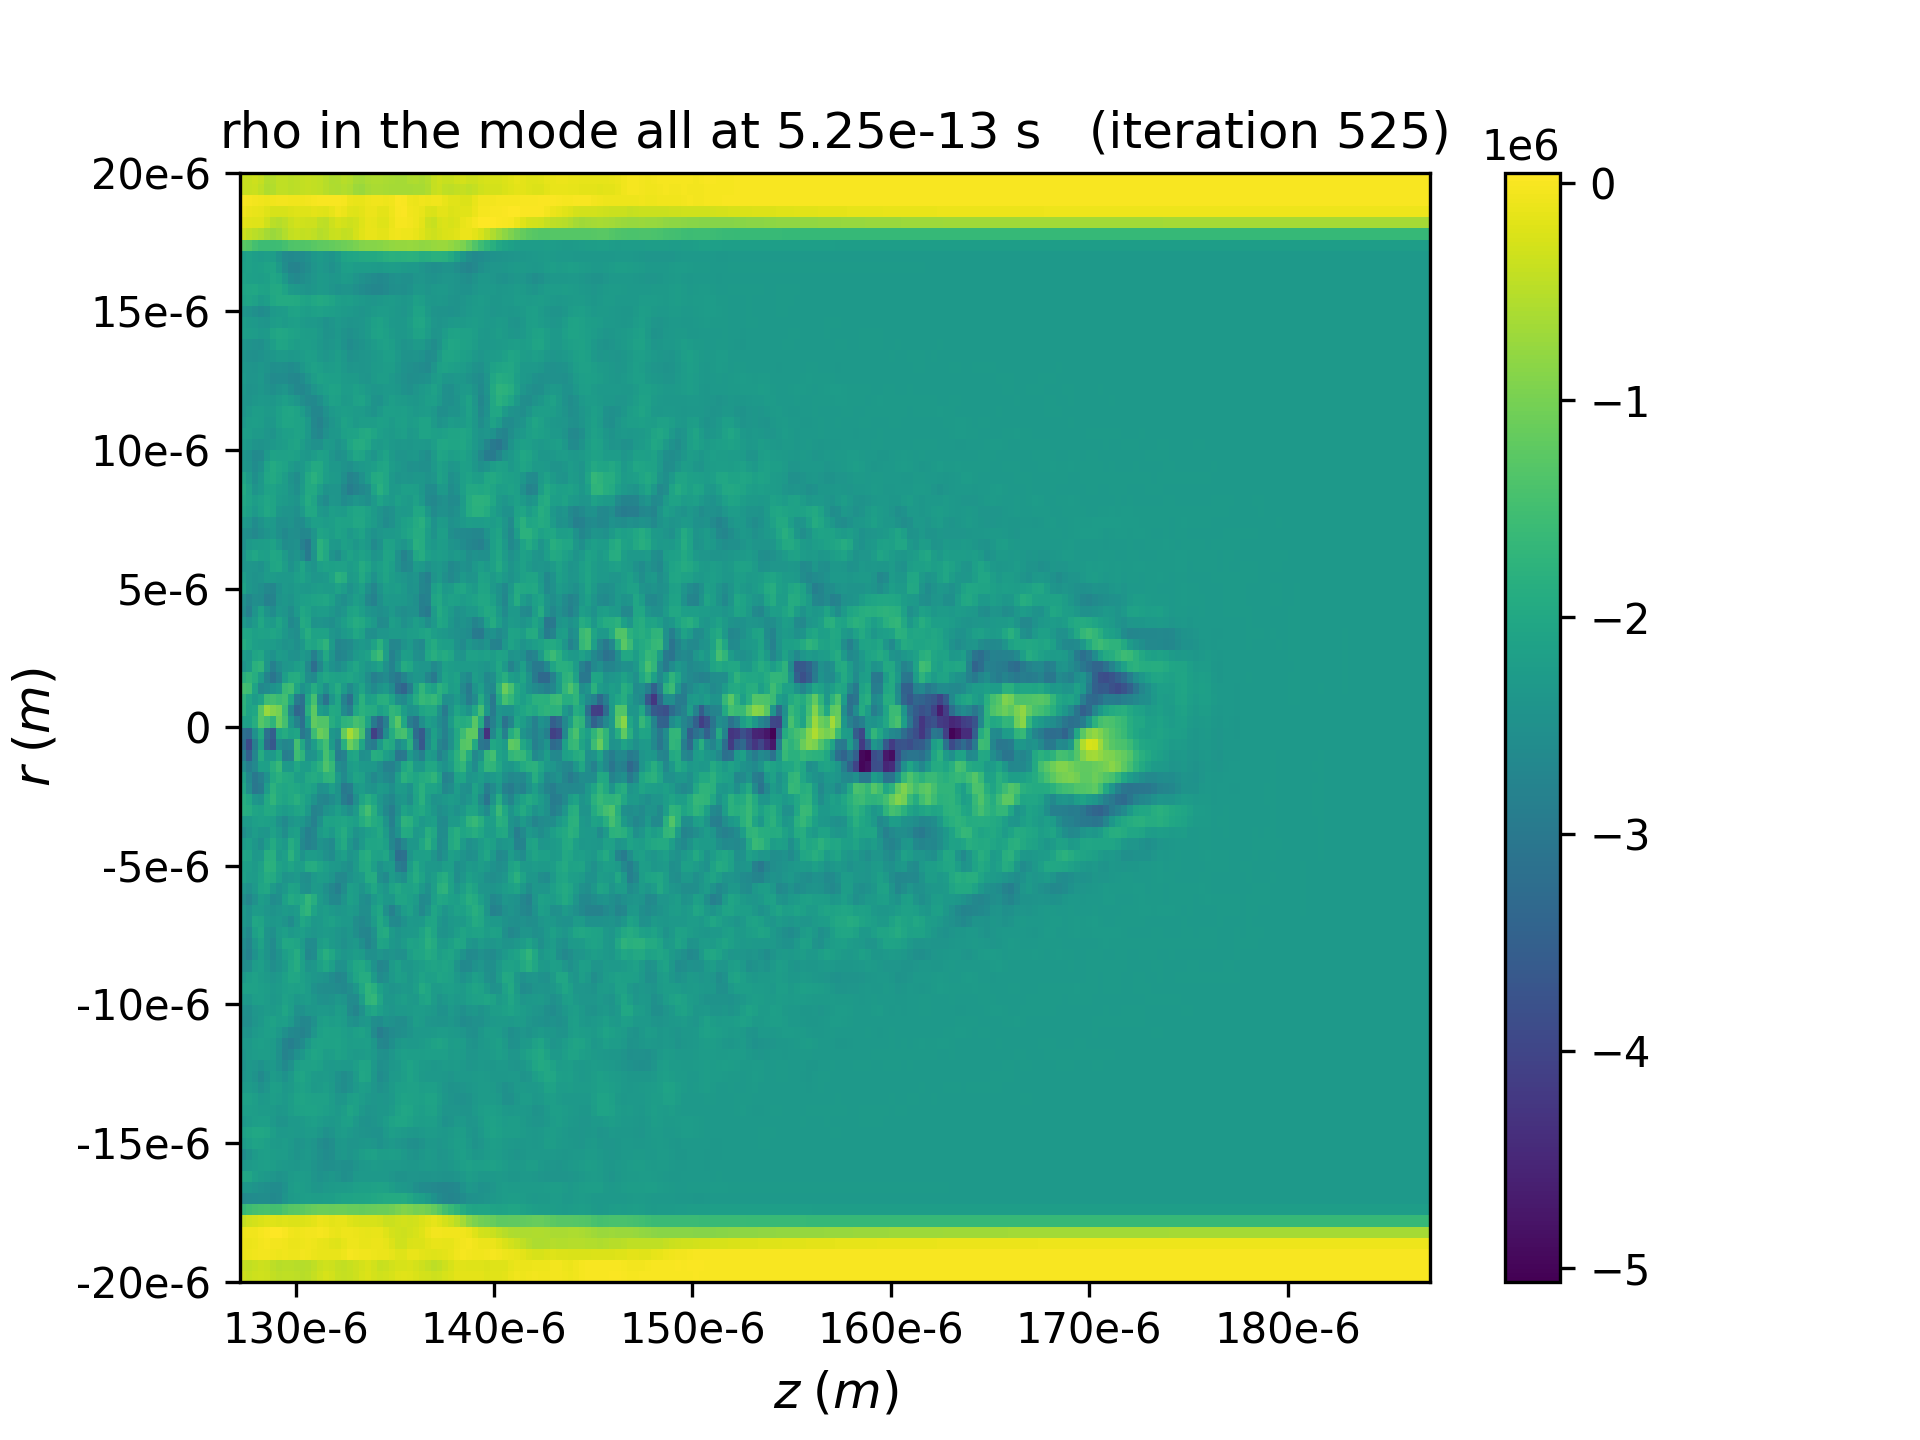 rho in the mode all at 5.25e-13 s   (iteration 525)
1e6
20e-6
15e-6
10e-6
5e-6
0
-5e-6
-10e-6
-15e-6
-20e-6
r (m)
130e-6 140e-6 150e-6 160e-6 170e-6 180e-6
z (m)
0
−1
−2
−3
−4
−5